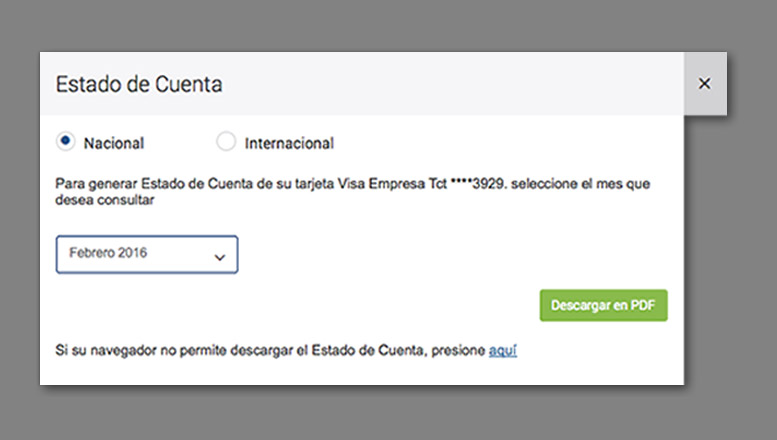 Estado de Cuenta
Nacional
Internacional
Para generar Estado de Cuenta de su tarjeta Visa Empresa Tct ****3929. seleccione el mes que
desea consultar
Febrero 2016
Descargar en PDF
Si su navegador no permite descargar el Estado de Cuenta, presione aquí